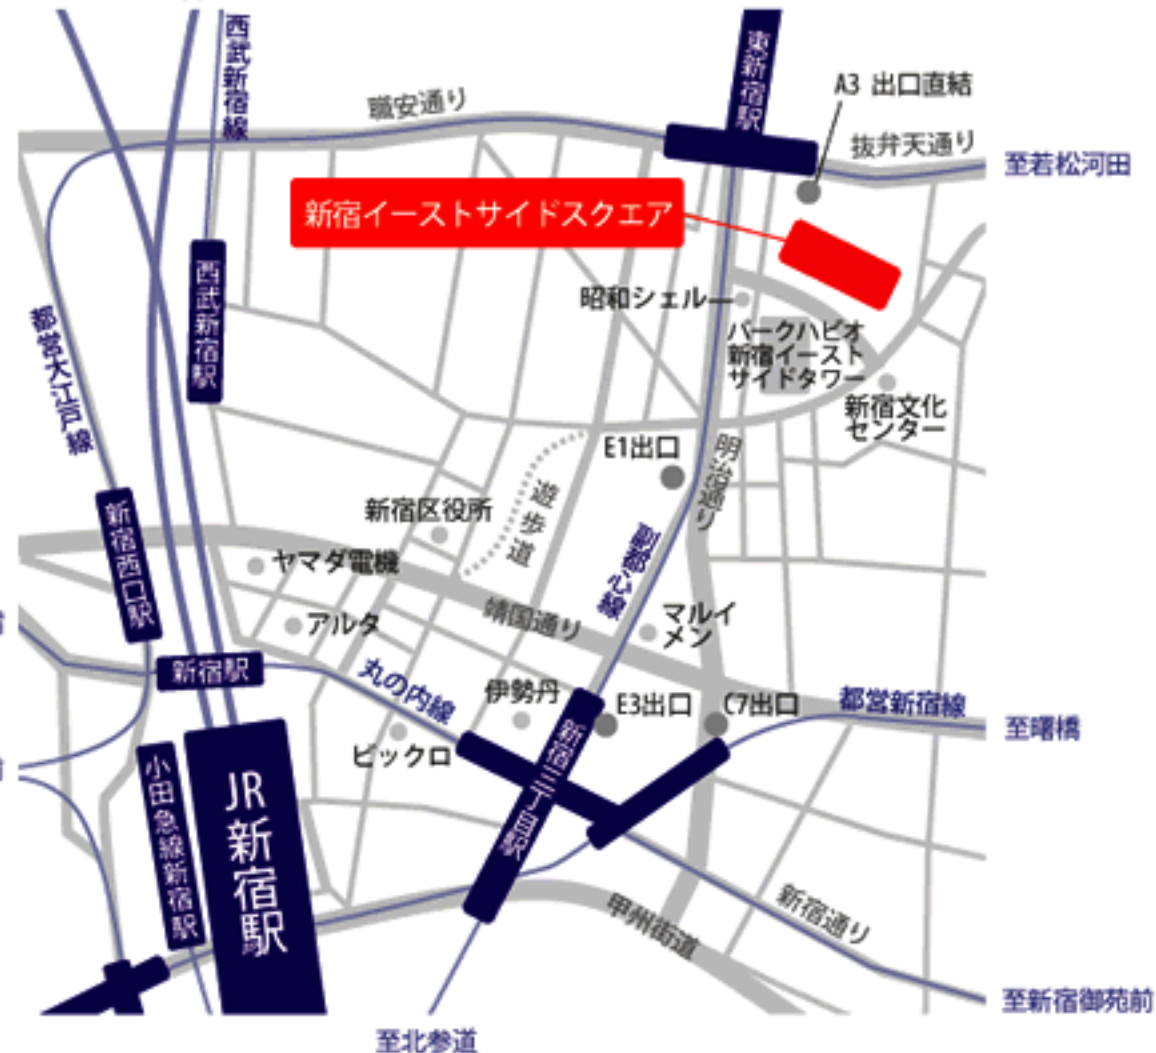 西武新宿線
職安通り
東新宿駅
A3 出口直結
抜弁天通り
至若松河田
新宿イーストサイドスクエア
西武新宿駅
昭和シェル
都営大江戸線
パークハビオ
新宿イースト
サイドタワー
新宿文化
センター
E1出口
明治通り
新宿西口駅
新宿区役所
遊歩道
ヤマダ電機
副都心線
アルタ
靖国通り
マルイ
メン
新宿駅
丸の内線
伊勢丹
E3出口
C7出口
都営新宿線
至曙橋
ビックロ
新宿三丁目駅
小田急線新宿駅
JR新宿駅
甲州街道
新宿通り
至新宿御苑前
至北参道